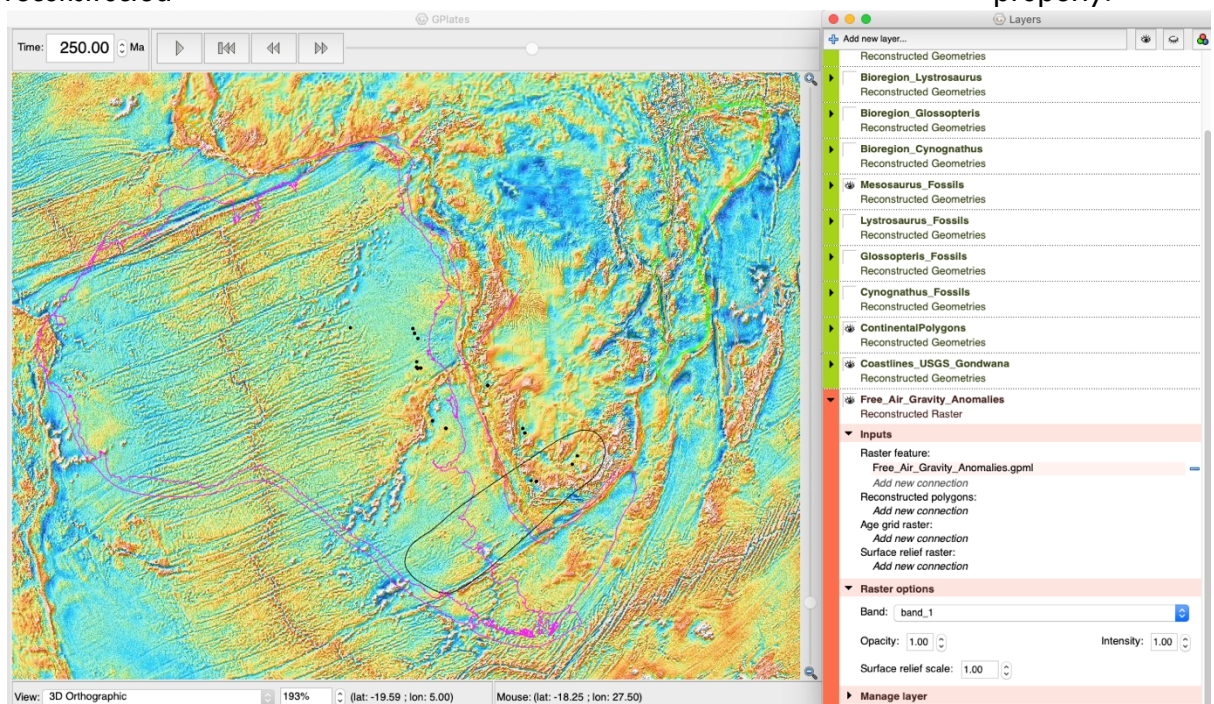 reconstructed properly.
GPlates
Time: 250.00 Ma
View: 3D Orthographic 193% (lat: -19.59 ; lon: 5.00) Mouse: (lat: -18.25 ; lon: 27.50)
Layers
Add new layer...
Reconstructed Geometries
Bioregion_Lystrosaurus
Reconstructed Geometries
Bioregion_Glossopteris
Reconstructed Geometries
Bioregion_Cynognathus
Reconstructed Geometries
Mesosaurus_Fossils
Reconstructed Geometries
Lystrosaurus_Fossils
Reconstructed Geometries
Glossopteris_Fossils
Reconstructed Geometries
Cynognathus_Fossils
Reconstructed Geometries
ContinentalPolygons
Reconstructed Geometries
Coastlines_USGS_Gondwana
Reconstructed Geometries
Free_Air_Gravity_Anomalies
Reconstructed Raster
Inputs
Raster feature:
Free_Air_Gravity_Anomalies.gpml
Add new connection
Reconstructed polygons:
Add new connection
Age grid raster:
Add new connection
Surface relief raster:
Add new connection
Raster options
Band: band_1
Opacity: 1.00 Intensity: 1.00
Surface relief scale: 1.00
Manage layer